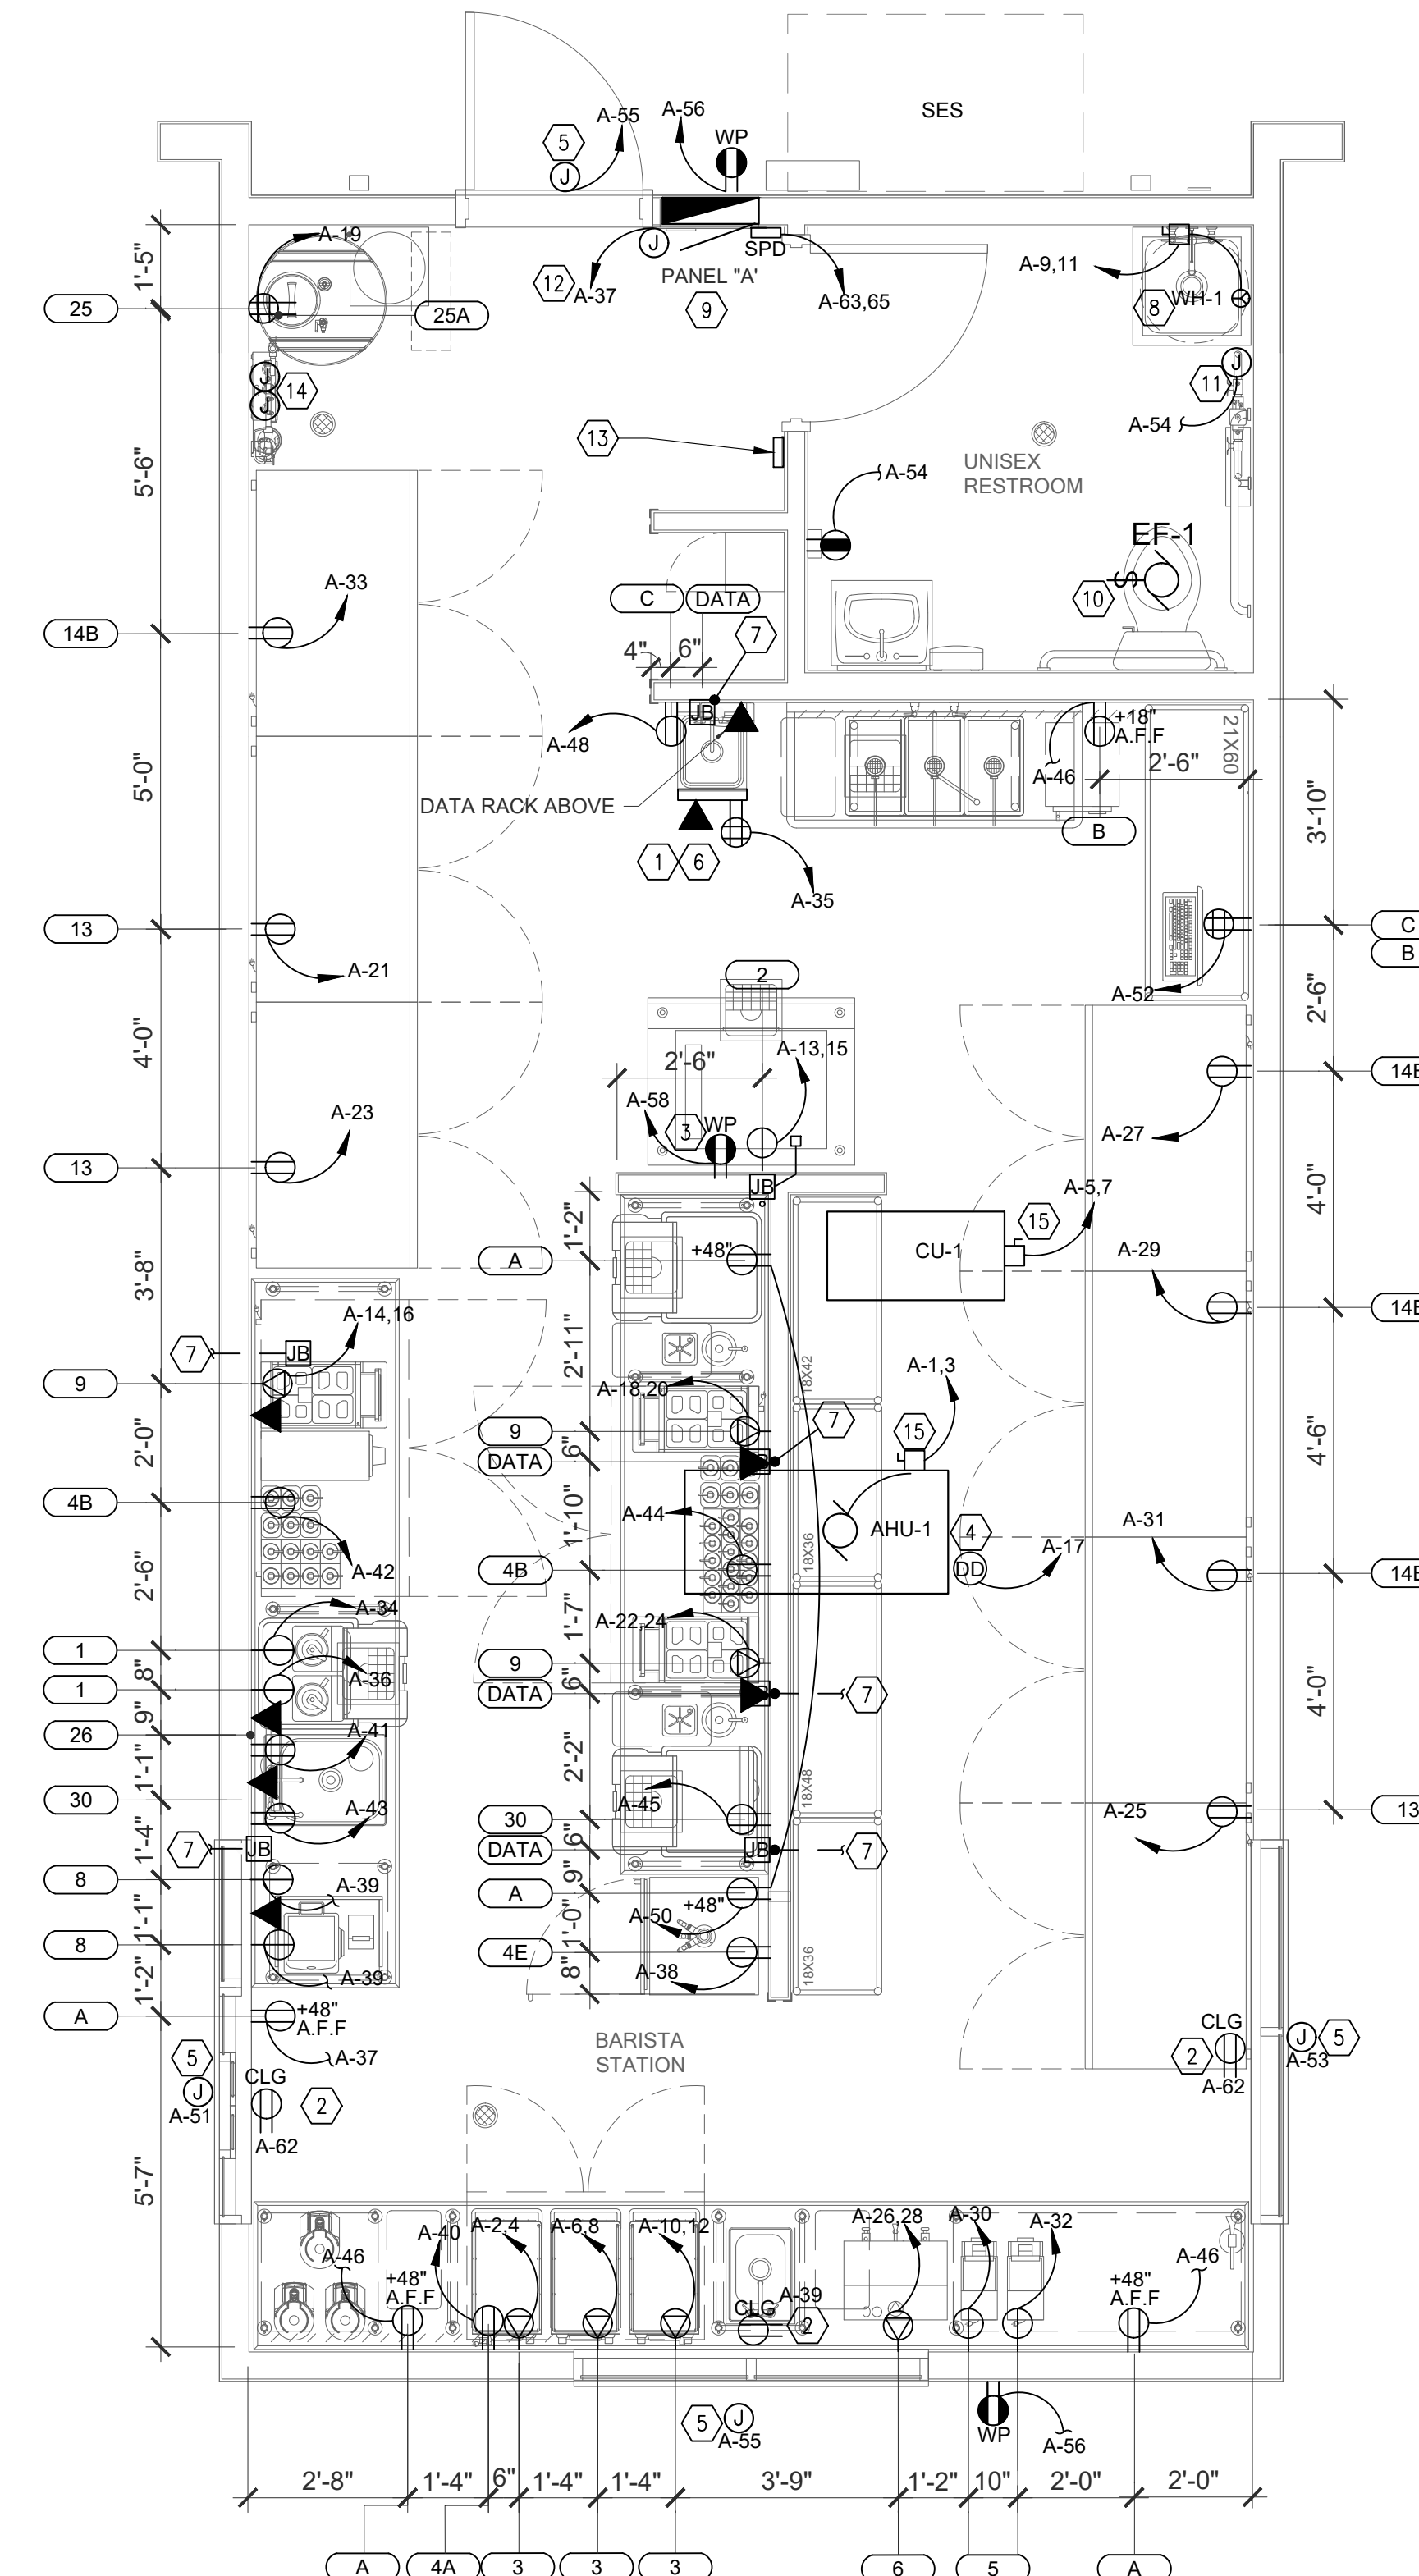 SES
A-56
A-55
WP
5
J
A-19
J
SPD
12
A-37
PANEL "A'
9
A-63,65
A-9,11
8
WH-1
1'-5"
25
25A
J
J
14
J
11
A-54
13
UNISEX
RESTROOM
A-54
5'-6"
EF-1
S
10
A-33
14B
C
DATA
7
4"
6"
JB
A-48
+18"
A.F.F
A-46
2'-6"
21X60
B
DATA RACK ABOVE
1
6
A-35
5'-0"
3'-10"
13
A-21
C
B
A-52
2
2'-6"
2'-6"
A-13,15
A-58
3
WP
JB
4'-0"
A-23
13
14B
A-27
4'-0"
1'-2"
A
+48"
CU-1
15
A-5,7
A-29
14B
3'-8"
A-14,16
7
JB
9
2'-11"
18X42
A-18,20
9
DATA
6"
7
A-1,3
15
2'-0"
4B
A-42
1'-10"
A-44
4B
18X36
AHU-1
4
DD
A-17
A-31
14B
4'-6"
2'-6"
A-34
1
A-36
1
8"
9"
26
A-41
1'-7"
A-22,24
9
DATA
6"
7
4'-0"
1'-1"
30
A-43
2'-2"
A-45
30
DATA
6"
JB
7
18X48
A-25
13
1'-4"
7
JB
8
A-39
9"
A
+48"
A-50
1'-1"
8
A-39
1'-0"
4E
A-38
8"
18X36
1'-2"
A
+48"
A.F.F
A-37
BARISTA
STATION
5
J
A-51
CLG
2
A-62
CLG
2
A-62
J
5
A-53
5'-7"
A-46
+48"
A.F.F
A-40
A-2,4
A-6,8
A-10,12
A-39
CLG
2
A-26,28
A-30
A-32
+48"
A.F.F
A-46
5
J
A-55
WP
A-56
2'-8"
1'-4"
6"
1'-4"
1'-4"
3'-9"
1'-2"
10"
2'-0"
2'-0"
A
4A
3
3
3
6
5
A